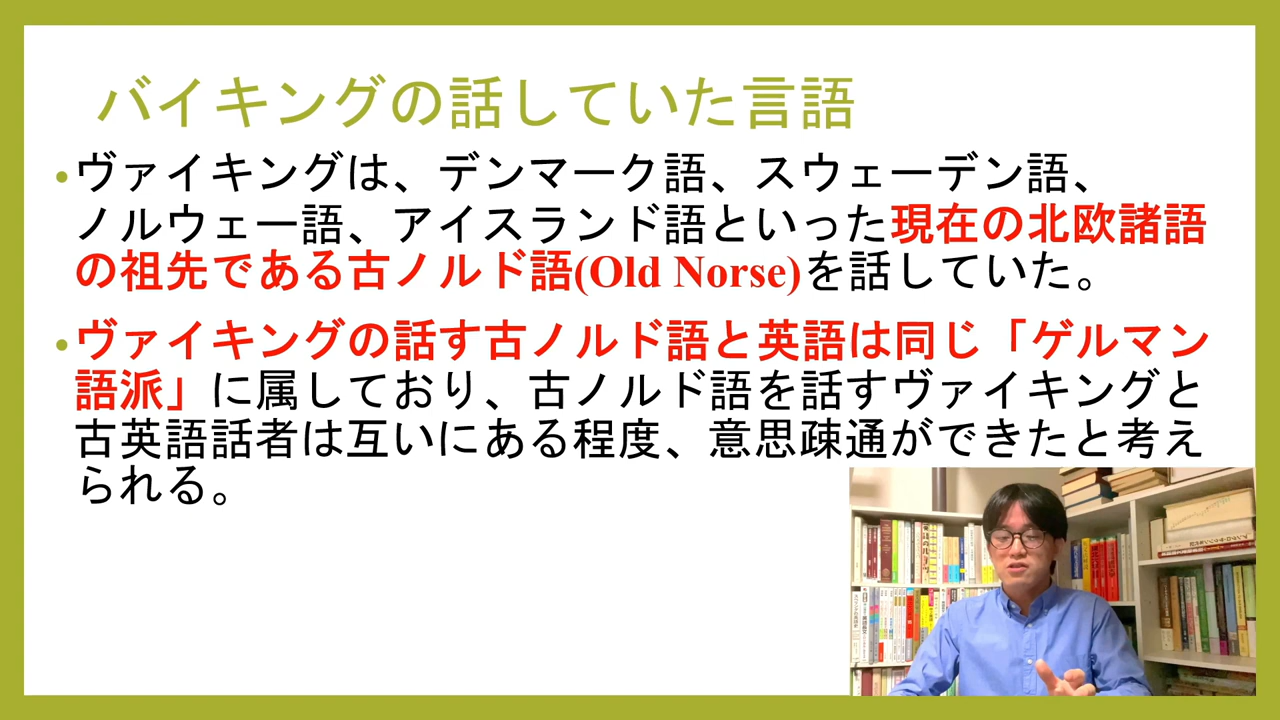 バイキングの話していた言語
•ヴァイキングは、デンマーク語、スウェーデン語、
ノルウェー語、アイスランド語といった現在の北欧諸語
の祖先である古ノルド語(Old Norse)を話していた。
•ヴァイキングの話す古ノルド語と英語は同じ「ゲルマン
語派」に属しており、古ノルド語を話すヴァイキングと
古英語話者は互いにある程度、意思疎通ができたと考え
られる。